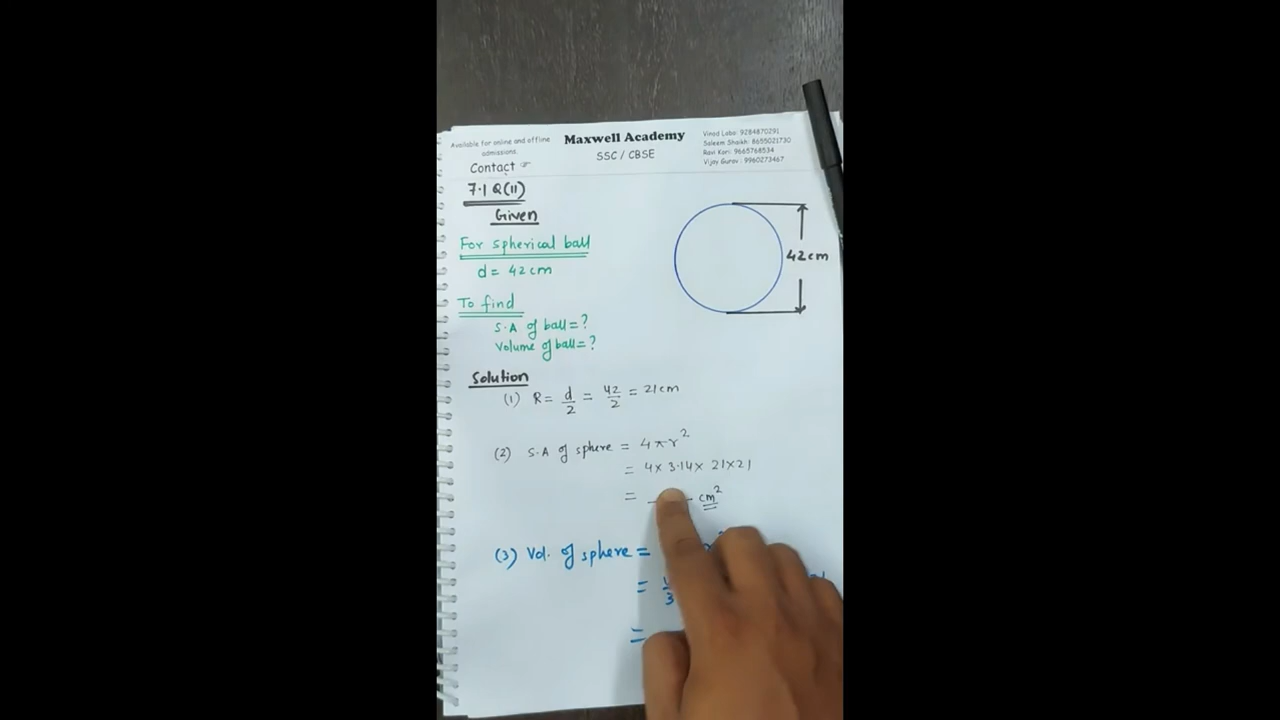 Available for online and offline
admissions.
Contact ☞
Maxwell Academy
SSC / CBSE
Vinod Lobo: 9284870291
Saleem Shaikh: 8655021730
Ravi Kori: 9665768534
Vijay Gurav: 9960273467
7.1 Q(11)
Given
For spherical ball
d = 42 cm
42 cm
To find
S.A of ball = ?
Volume of ball = ?
Solution
(1) R = d/2 = 42/2 = 21 cm
(2) S.A of sphere = 4πr²
= 4 × 3.14 × 21 × 21
= cm²
(3) Vol. of sphere =
=
=